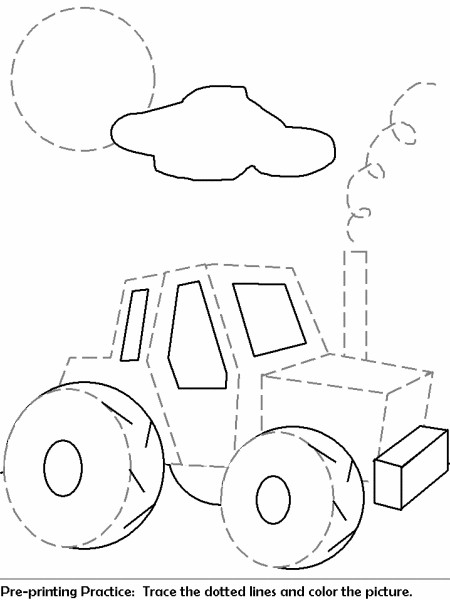 Pre-printing Practice:  Trace the dotted lines and color the picture.